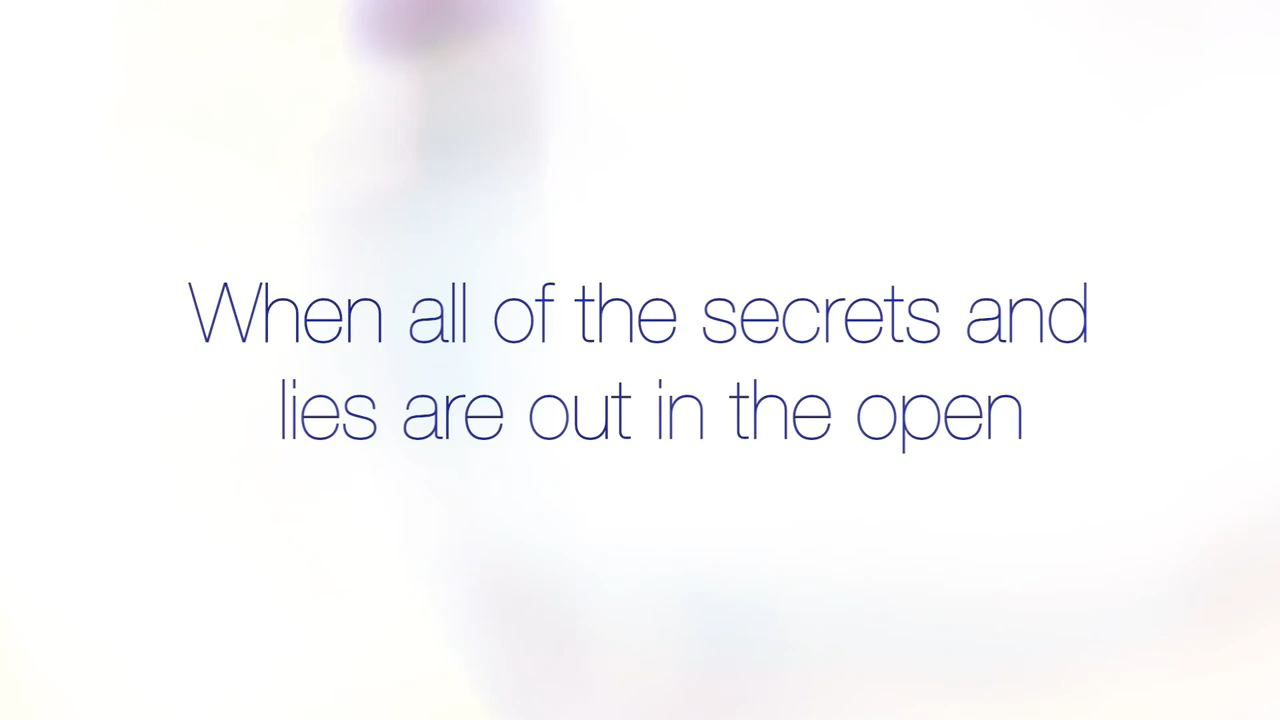 When all of the secrets and
lies are out in the open